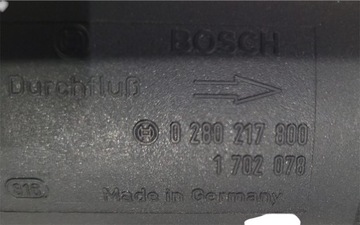 BOSCH
Durchfluß
0 280 217 800
1 702 078
Made in Germany